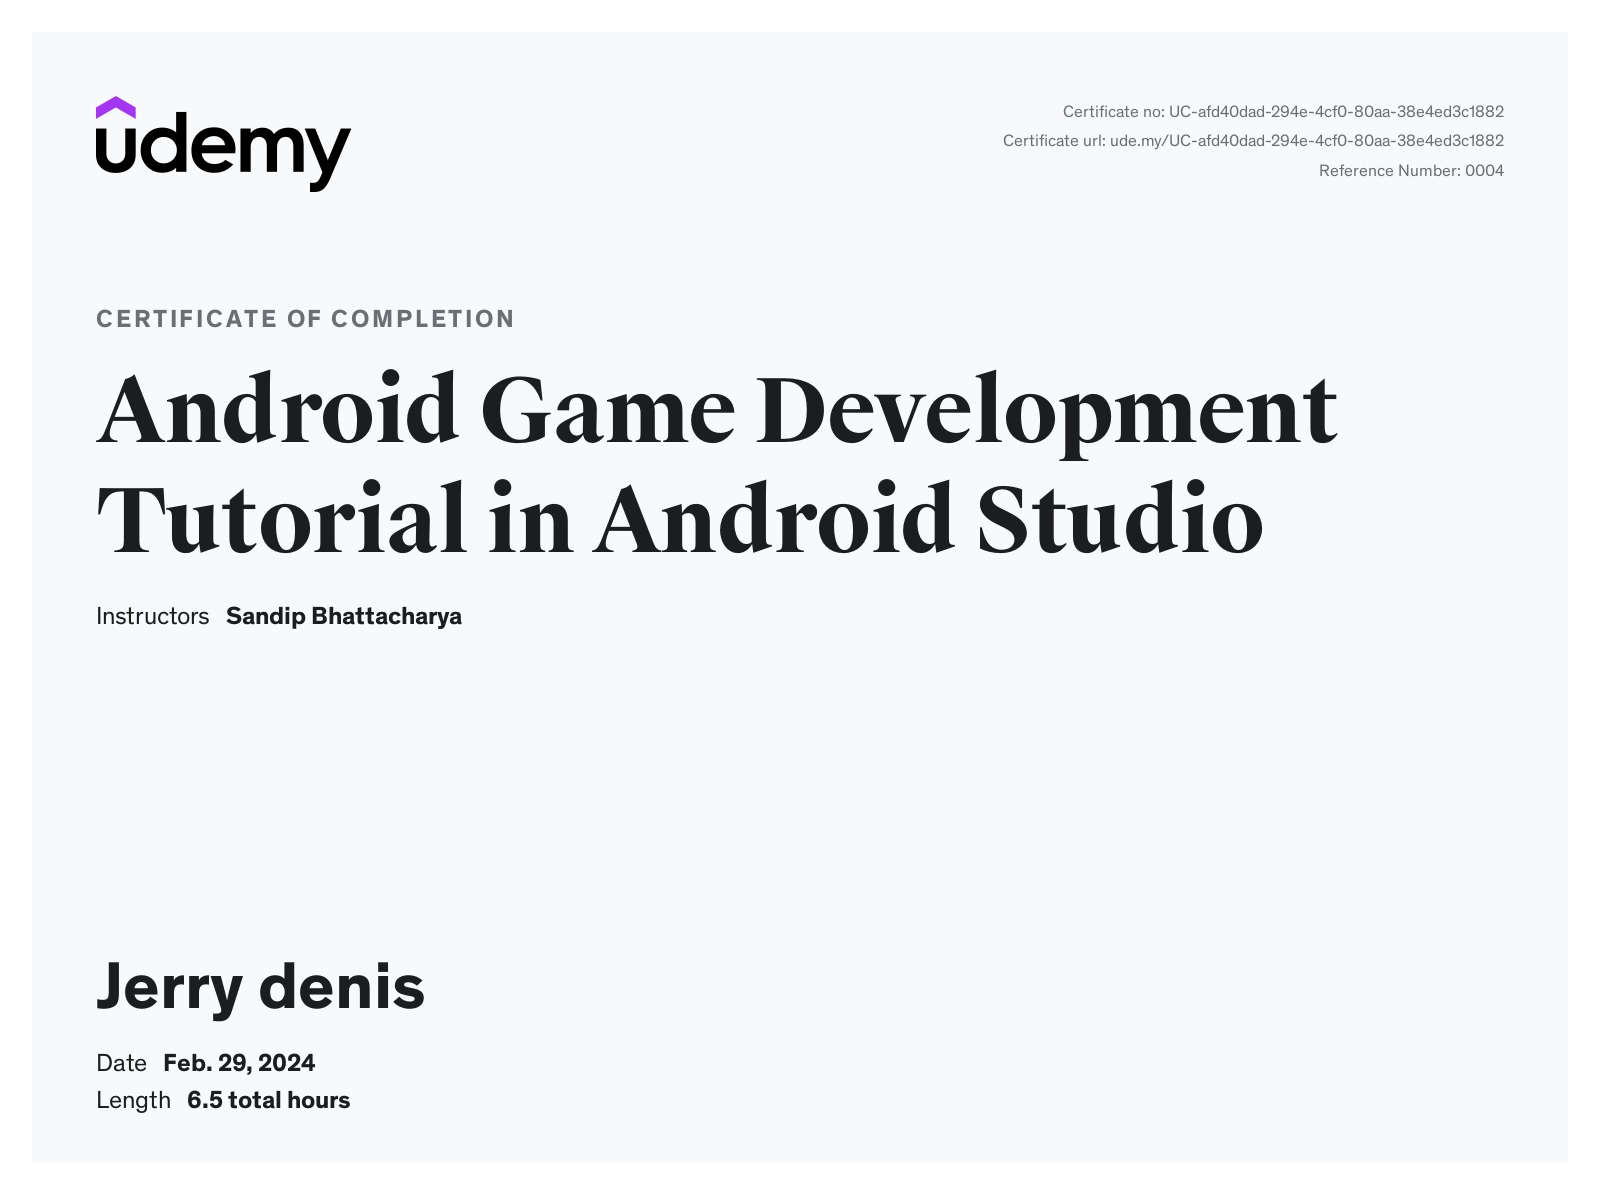 udemy
Certificate no: UC-afd40dad-294e-4cf0-80aa-38e4ed3c1882
Certificate url: ude.my/UC-afd40dad-294e-4cf0-80aa-38e4ed3c1882
Reference Number: 0004
CERTIFICATE OF COMPLETION
Android Game Development
Tutorial in Android Studio
Instructors Sandip Bhattacharya
Jerry denis
Date Feb. 29, 2024
Length 6.5 total hours